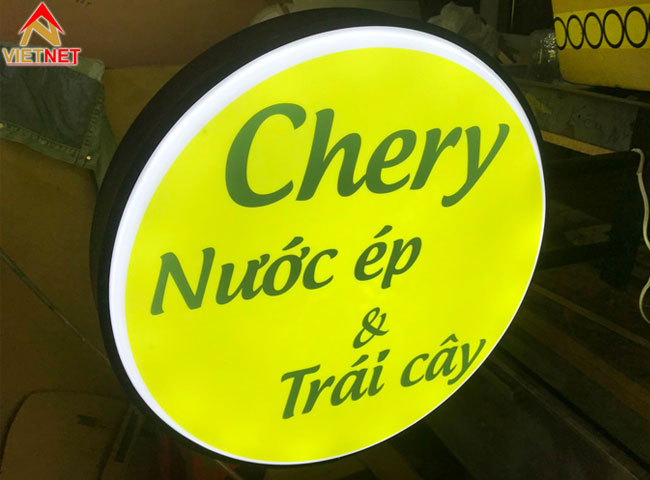 VIETNET
Chery
Nước ép
&
Trái cây